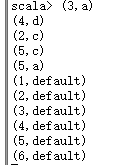 scala> (3,a)
(4,d)
(2,c)
(5,c)
(5,a)
(1,default)
(2,default)
(3,default)
(4,default)
(5,default)
(6,default)